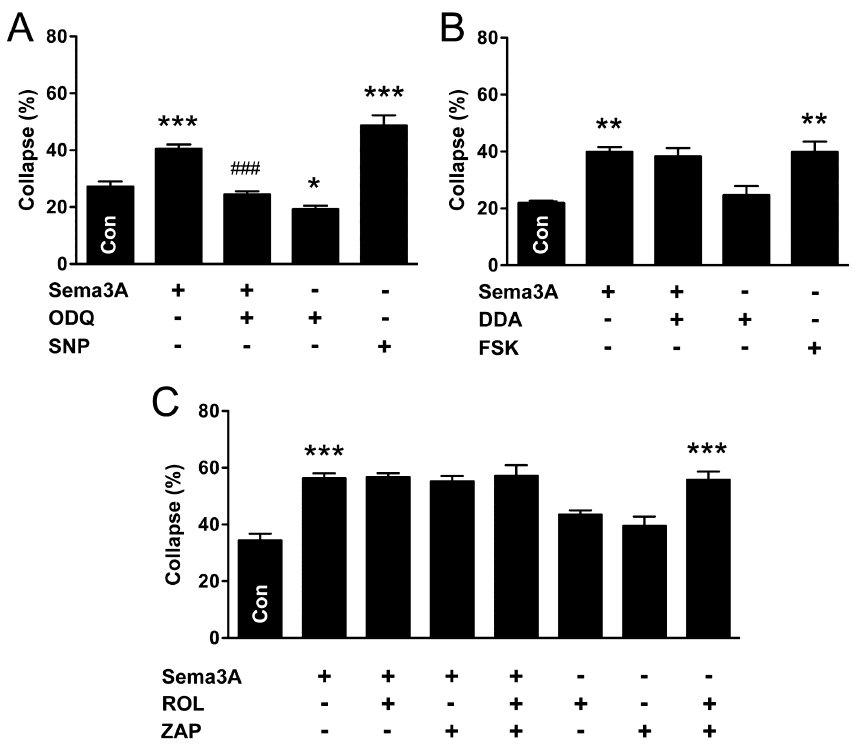 A
80
60
40
20
0
Collapse (%)
Con
***
###
*
***
Sema3A + + - -
ODQ - + + -
SNP - - - +
B
80
60
40
20
0
Collapse (%)
Con
**
**
Sema3A + + - -
DDA - + + -
FSK - - - +
C
80
60
40
20
0
Collapse (%)
Con
***
***
Sema3A + + + + - - -
ROL - + - + + - +
ZAP - - + + - + +